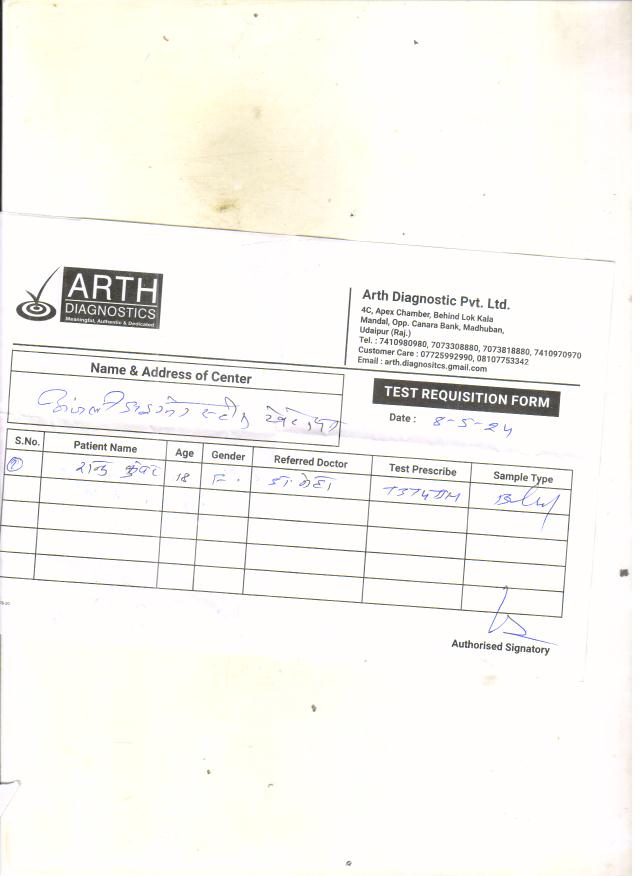 ARTH
DIAGNOSTICS
Meaningful, Authentic & Dedicated
Arth Diagnostic Pvt. Ltd.
4C, Apex Chamber, Behind Lok Kala
Mandal, Opp. Canara Bank, Madhuban,
Udaipur (Raj.)
Tel. : 7410980980, 7073308880, 7073818880, 7410970970
Customer Care : 07725992990, 08107753342
Email : arth.diagnositcs.gmail.com
Name & Address of Center
TEST REQUISITION FORM
Date : 8-5-24
S.No. Patient Name Age Gender Referred Doctor Test Prescribe Sample Type
1 18 F. डॉ
Authorised Signatory